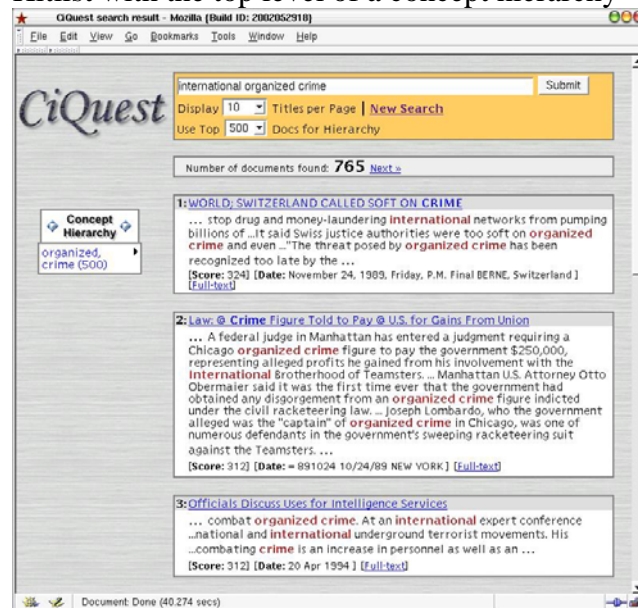 Hitlist with the top level of a concept hierarchy
CiQuest search result - Mozilla {Build ID: 2002052918}
File Edit View Go Bookmarks Tools Window Help
CiQuest
international organized crime Submit
Display 10 Titles per Page | New Search
Use Top 500 Docs for Hierarchy
Number of documents found: 765 Next »
Concept
Hierarchy
organized,
crime (500)
1: WORLD; SWITZERLAND CALLED SOFT ON CRIME
... stop drug and money-laundering international networks from pumping
billions of ...It said Swiss justice authorities were too soft on organized
crime and even ..."The threat posed by organized crime has been
recognized too late by the ...
[Score: 324] [Date: November 24, 1989, Friday, P.M. Final BERNE, Switzerland ]
[Full-text]
2: Law: @ Crime Figure Told to Pay @ U.S. for Gains From Union
... A federal judge in Manhattan has entered a judgment requiring a
Chicago organized crime figure to pay the government $250,000,
representing alleged profits he gained from his involvement with the
International Brotherhood of Teamsters. ... Manhattan U.S. Attorney Otto
Obermaier said it was the first time ever that the government had
obtained any disgorgement from an organized crime figure indicted
under the civil racketeering law. ... Joseph Lombardo, who the government
alleged was the "captain" of organized crime in Chicago, was one of
numerous defendants in the government's sweeping racketeering suit
against the Teamsters. ...
[Score: 312] [Date: = 891024 10/24/89 NEW YORK ] [Full-text]
3: Officials Discuss Uses for Intelligence Services
... combat organized crime. At an international expert conference
...national and international underground terrorist movements. His
...combating crime is an increase in personnel as well as an ...
[Score: 312] [Date: 20 Apr 1994 ] [Full-text]
Document: Done (40.274 secs)